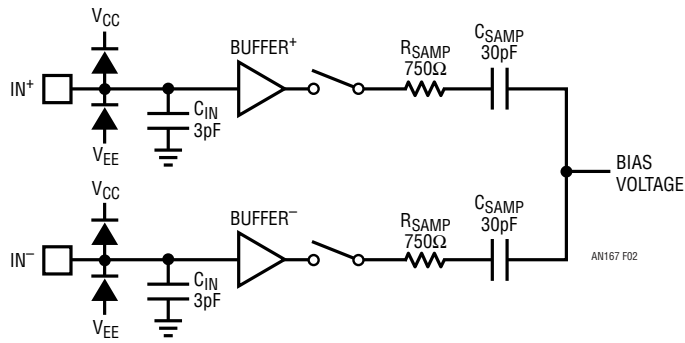 V_CC
BUFFER⁺
R_SAMP
750Ω
C_SAMP
30pF
IN⁺
C_IN
3pF
V_EE
BIAS
VOLTAGE
V_CC
BUFFER⁻
R_SAMP
750Ω
C_SAMP
30pF
AN167 F02
IN⁻
C_IN
3pF
V_EE